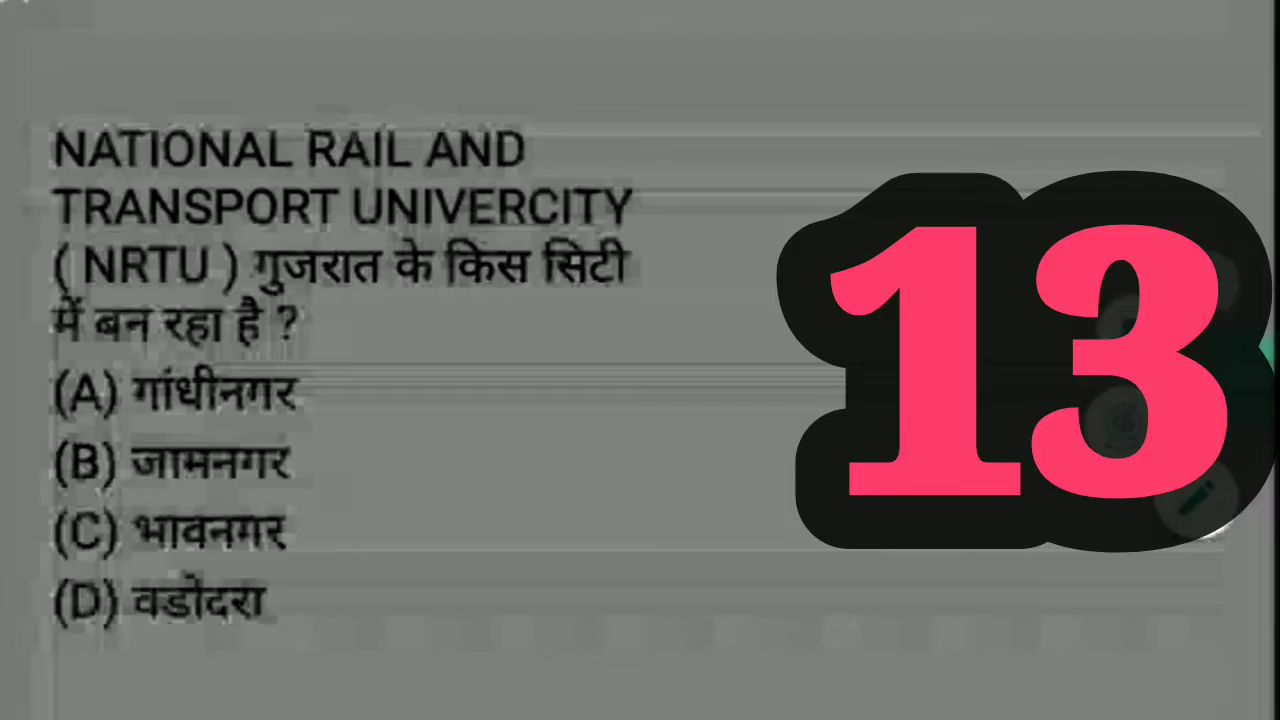 NATIONAL RAIL AND
TRANSPORT UNIVERCITY
( NRTU ) गुजरात के किस सिटी
में बन रहा है ?
(A) गांधीनगर
(B) जामनगर
(C) भावनगर
(D) वडोदरा
13